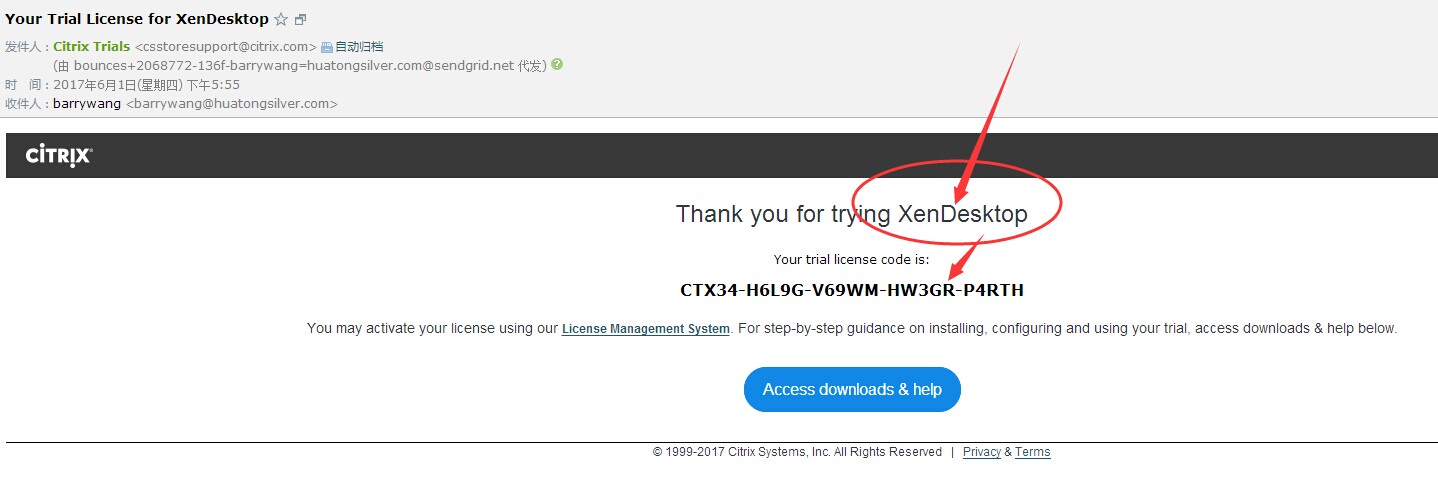 Your Trial License for XenDesktop
发件人：Citrix Trials <csstoresupport@citrix.com> 自动归档
(由 bounces+2068772-136f-barrywang=huatongsilver.com@sendgrid.net 代发)
时　间：2017年6月1日(星期四) 下午5:55
收件人：barrywang <barrywang@huatongsilver.com>
CITRIX
Thank you for trying XenDesktop
Your trial license code is:
CTX34-H6L9G-V69WM-HW3GR-P4RTH
You may activate your license using our License Management System. For step-by-step guidance on installing, configuring and using your trial, access downloads & help below.
Access downloads & help
© 1999-2017 Citrix Systems, Inc. All Rights Reserved | Privacy & Terms